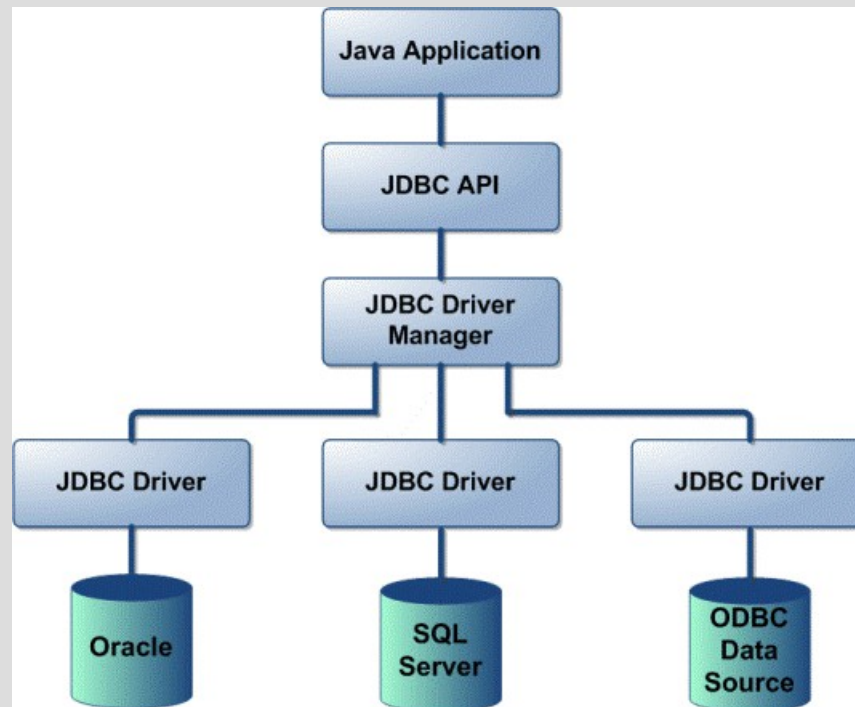 Java Application
JDBC API
JDBC Driver
Manager
JDBC Driver
JDBC Driver
JDBC Driver
Oracle
SQL
Server
ODBC
Data
Source